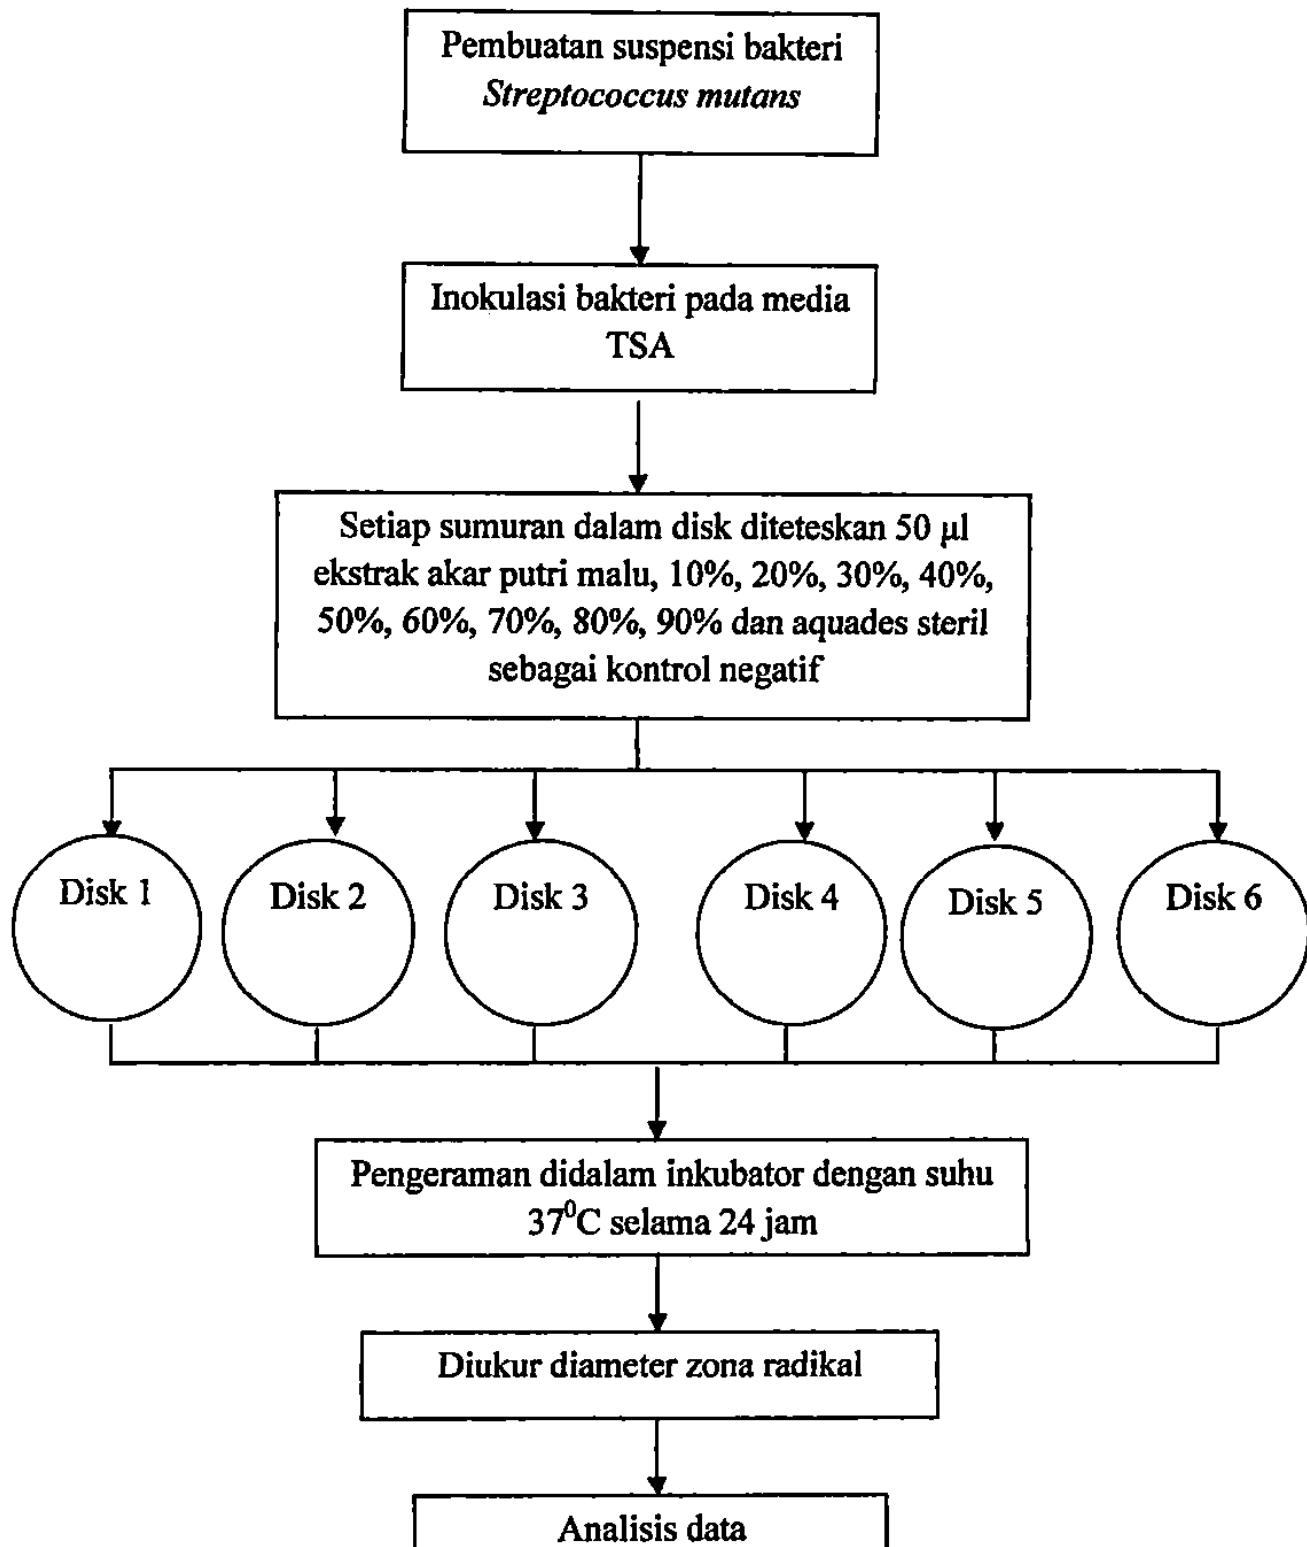 Pembuatan suspensi bakteri
Streptococcus mutans
Inokulasi bakteri pada media
TSA
Setiap sumuran dalam disk diteteskan 50 µl
ekstrak akar putri malu, 10%, 20%, 30%, 40%,
50%, 60%, 70%, 80%, 90% dan aquades steril
sebagai kontrol negatif
Disk 1
Disk 2
Disk 3
Disk 4
Disk 5
Disk 6
Pengeraman didalam inkubator dengan suhu
37⁰C selama 24 jam
Diukur diameter zona radikal
Analisis data